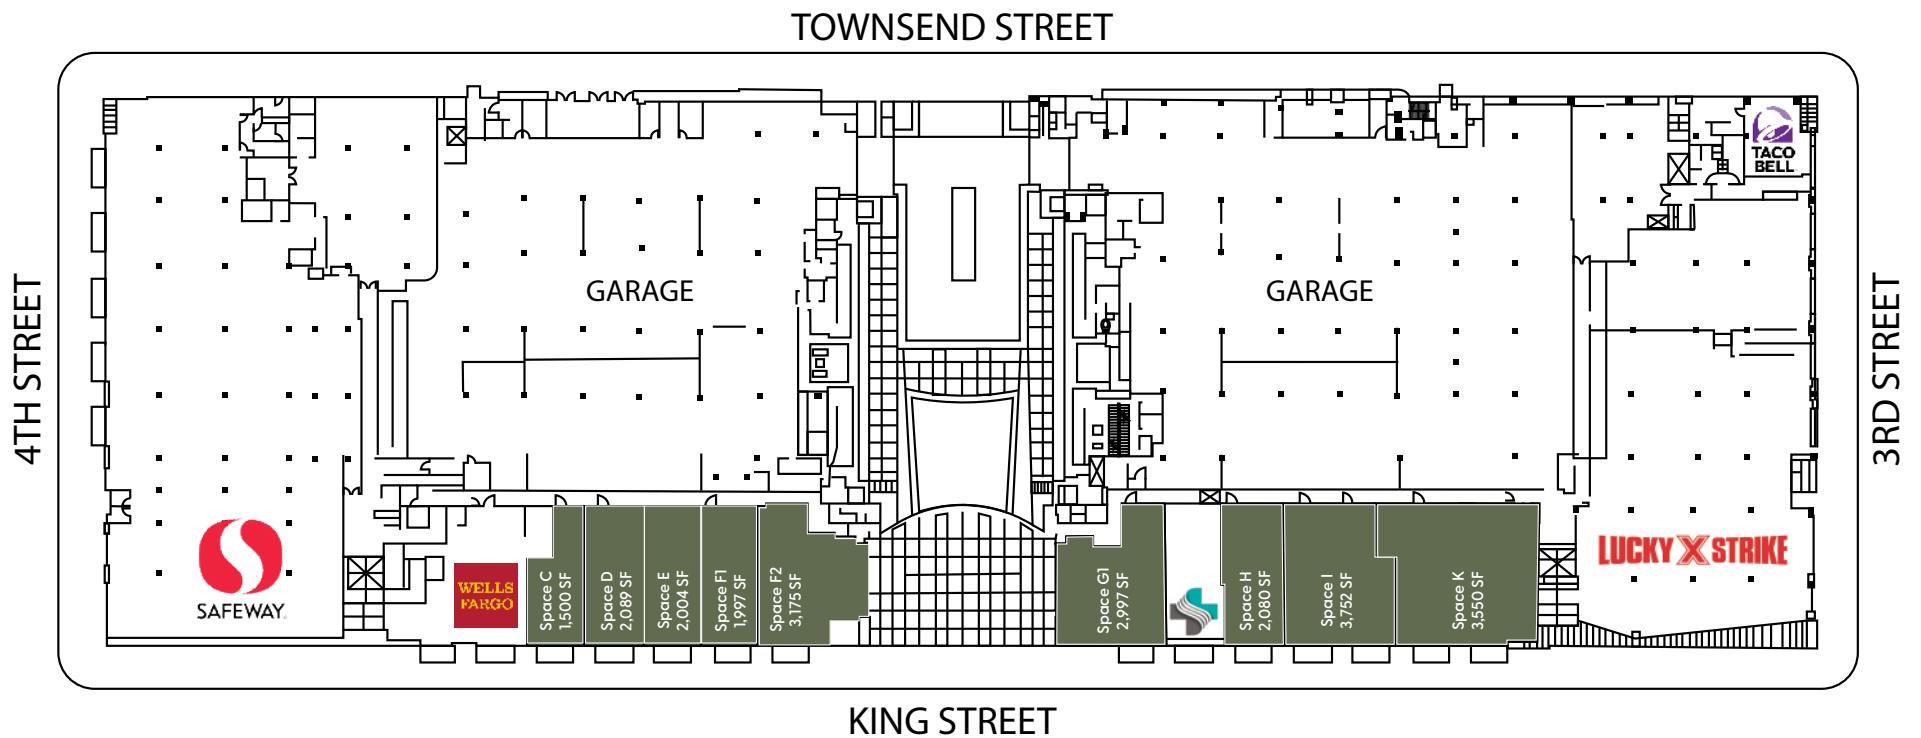 TOWNSEND STREET
TACO
BELL
GARAGE
GARAGE
4TH STREET
3RD STREET
SAFEWAY
WELLS
FARGO
Space C
1,500 SF
Space D
2,089 SF
Space E
2,004 SF
Space F1
1,997 SF
Space F2
3,175 SF
Space G1
2,997 SF
Space H
2,080 SF
Space I
3,752 SF
Space K
3,550 SF
LUCKY X STRIKE
KING STREET